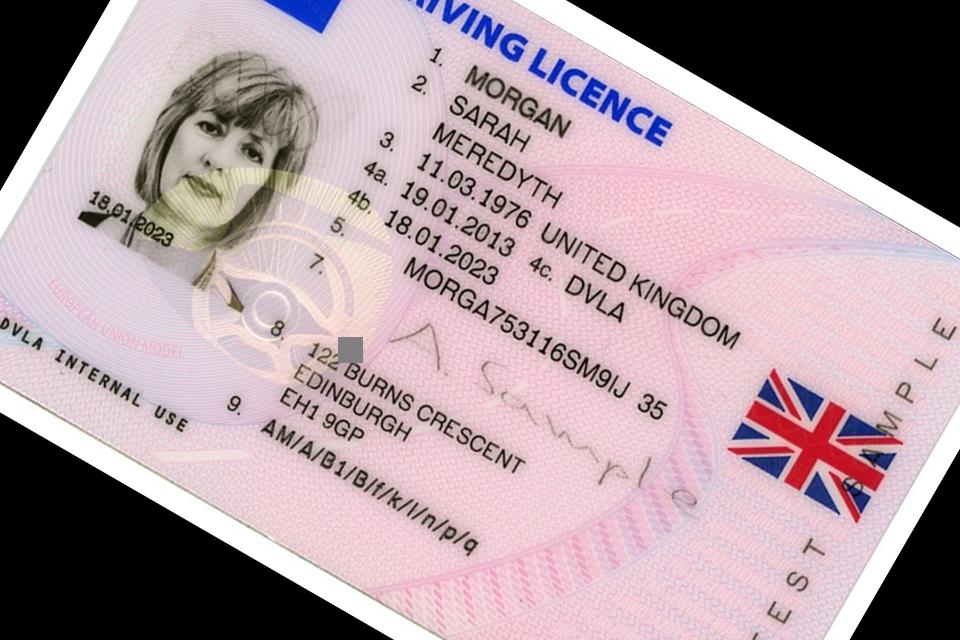 DRIVING LICENCE
1. MORGAN
2. SARAH
MEREDYTH
3. 11.03.1976 UNITED KINGDOM
4a. 19.01.2013 4c. DVLA
4b. 18.01.2023
5. MORGA753116SM9IJ 35
7. A. Sample
8. 122 BURNS CRESCENT
EDINBURGH
EH1 9GP
9. AM/A/B1/B/f/k/l/n/p/q
18.01.2023
EUROPEAN UNION MODEL
DVLA INTERNAL USE
TEST SAMPLE